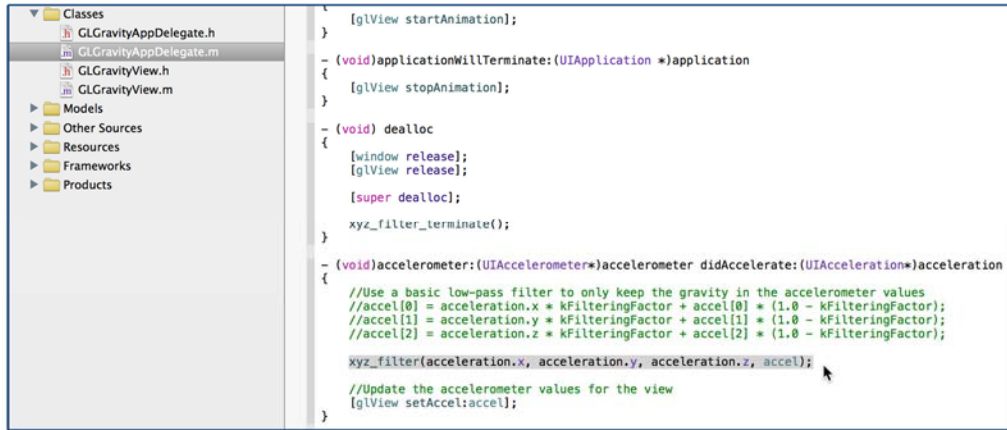 Classes
GLGravityAppDelegate.h
GLGravityAppDelegate.m
GLGravityView.h
GLGravityView.m
Models
Other Sources
Resources
Frameworks
Products
{
[glView startAnimation];
}
- (void)applicationWillTerminate:(UIApplication *)application
{
[glView stopAnimation];
}
- (void) dealloc
{
[window release];
[glView release];
[super dealloc];
xyz_filter_terminate();
}
- (void)accelerometer:(UIAccelerometer*)accelerometer didAccelerate:(UIAcceleration*)acceleration
{
//Use a basic low-pass filter to only keep the gravity in the accelerometer values
//accel[0] = acceleration.x * kFilteringFactor + accel[0] * (1.0 - kFilteringFactor);
//accel[1] = acceleration.y * kFilteringFactor + accel[1] * (1.0 - kFilteringFactor);
//accel[2] = acceleration.z * kFilteringFactor + accel[2] * (1.0 - kFilteringFactor);
xyz_filter(acceleration.x, acceleration.y, acceleration.z, accel);
//Update the accelerometer values for the view
[glView setAccel:accel];
}